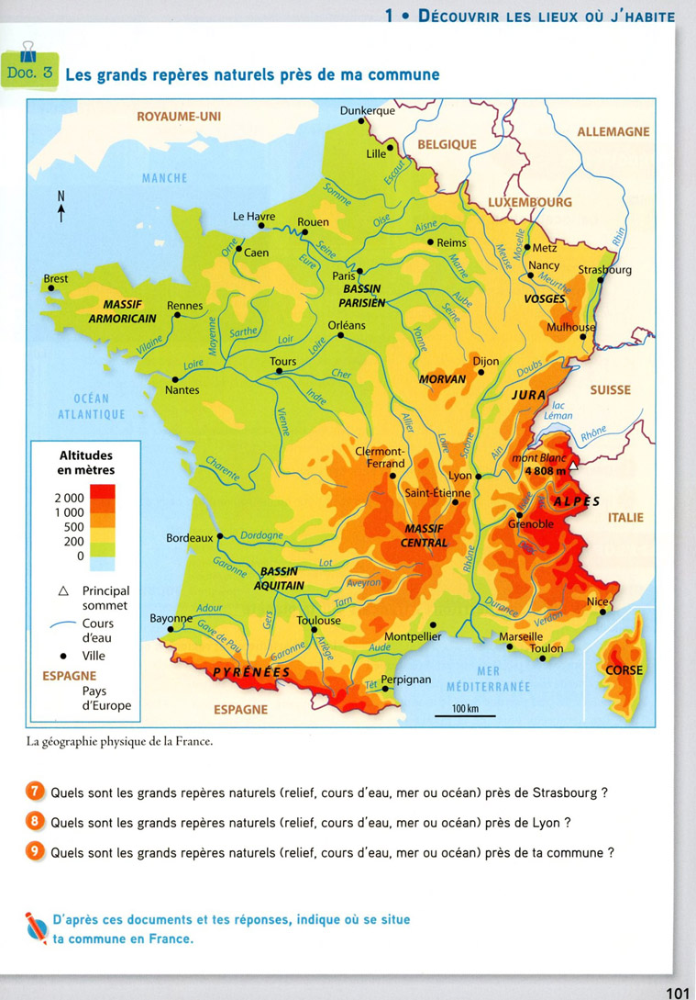 1 • DÉCOUVRIR LES LIEUX OÙ J'HABITE
Doc. 3
Les grands repères naturels près de ma commune
ROYAUME-UNI
Dunkerque
ALLEMAGNE
BELGIQUE
Lille
Escaut
MANCHE
LUXEMBOURG
N
Somme
Le Havre
Rouen
Oise
Aisne
Reims
Meuse
Moselle
Metz
Rhin
Orne
Caen
Seine
Eure
Marne
Nancy
Meurthe
Strasbourg
Brest
Paris
BASSIN
PARISIEN
Aube
Seine
VOSGES
MASSIF
ARMORICAIN
Rennes
Mayenne
Sarthe
Loir
Orléans
Yonne
Mulhouse
Vilaine
Loire
Loire
Tours
Cher
Dijon
Doubs
MORVAN
Nantes
Indre
JURA
SUISSE
OCÉAN
ATLANTIQUE
Vienne
Allier
Loire
Saône
Ain
lac
Léman
Rhône
Altitudes
en mètres
2 000
1 000
500
200
0
Clermont-
Ferrand
mont Blanc
4 808 m
Charente
Lyon
Saint-Étienne
Isère
ALPES
ITALIE
Grenoble
Bordeaux
Dordogne
MASSIF
CENTRAL
Garonne
Lot
Rhône
BASSIN
AQUITAIN
Aveyron
Tarn
Principal
sommet
Cours
d'eau
Ville
ESPAGNE
Pays
d'Europe
Adour
Bayonne
Gave de Pau
Gers
Toulouse
Garonne
Ariège
Montpellier
Aude
Durance
Verdon
Nice
Marseille
Toulon
PYRÉNÉES
Têt
Perpignan
MER
MÉDITERRANÉE
CORSE
ESPAGNE
100 km
La géographie physique de la France.
7 Quels sont les grands repères naturels (relief, cours d'eau, mer ou océan) près de Strasbourg ?
8 Quels sont les grands repères naturels (relief, cours d'eau, mer ou océan) près de Lyon ?
9 Quels sont les grands repères naturels (relief, cours d'eau, mer ou océan) près de ta commune ?
D'après ces documents et tes réponses, indique où se situe
ta commune en France.
101